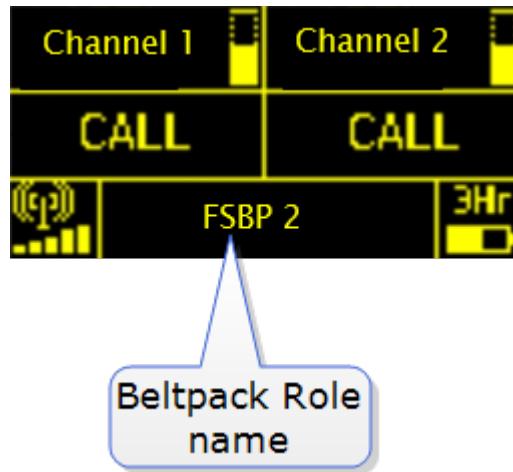 Channel 1 Channel 2
CALL CALL
FSBP 2 3Hr
Beltpack Role
name